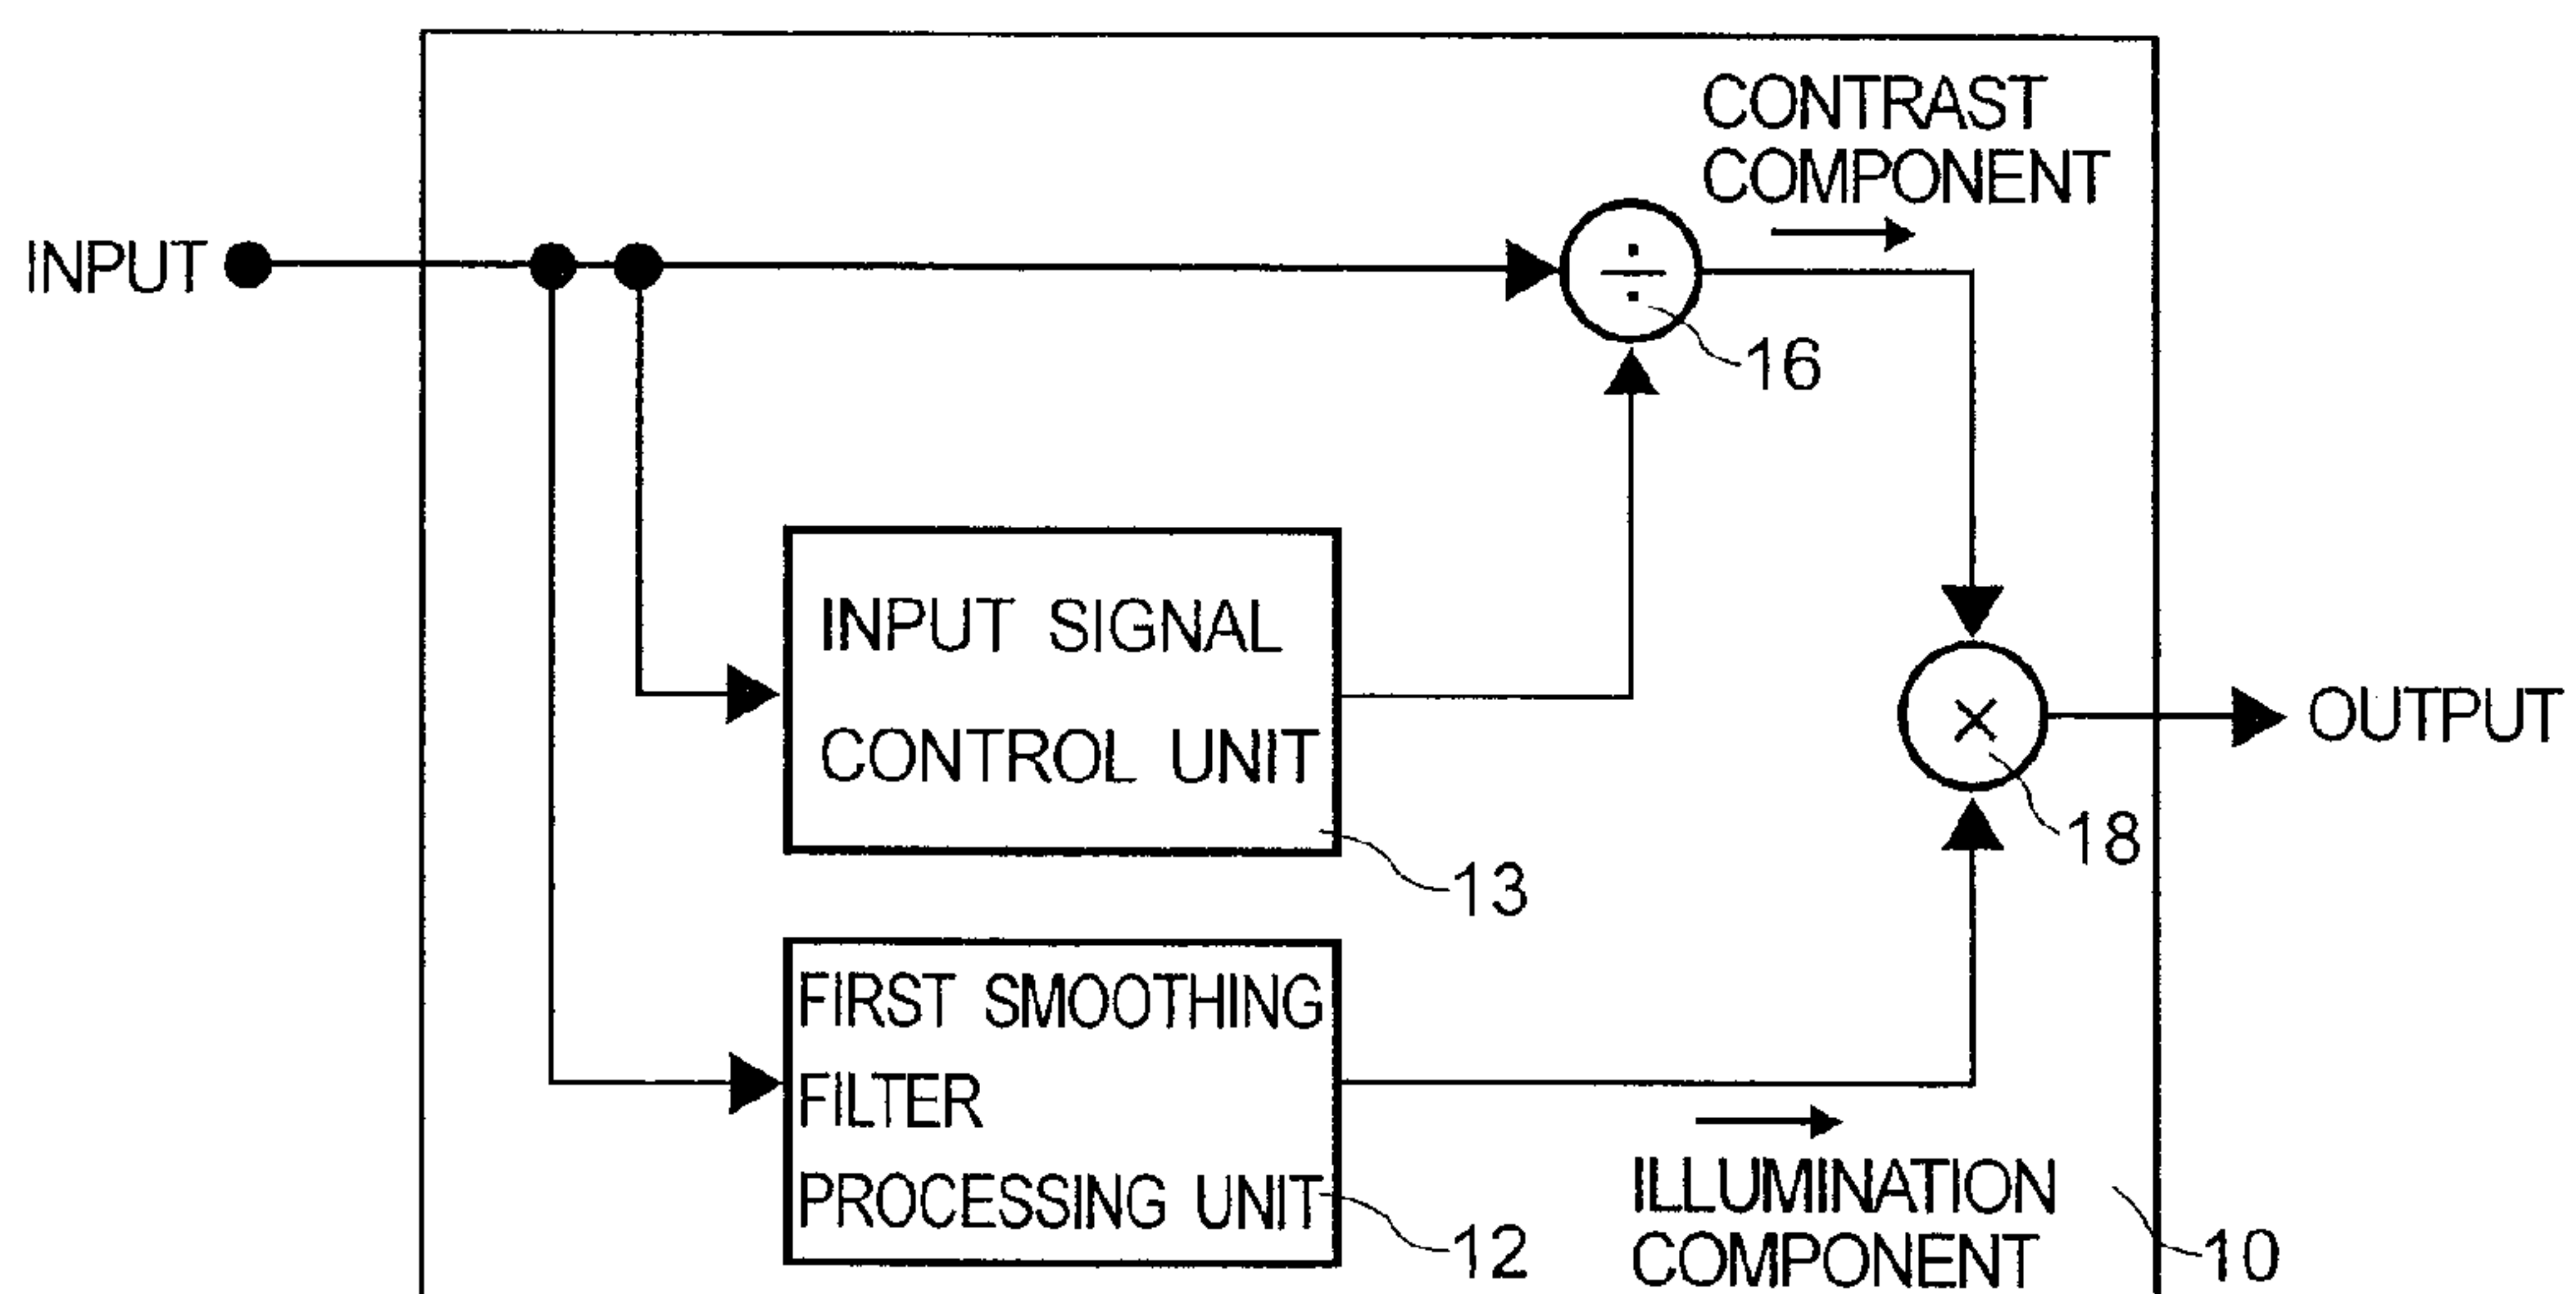 CONTRAST
COMPONENT
INPUT
÷
16
INPUT SIGNAL
CONTROL UNIT
13
×
OUTPUT
18
FIRST SMOOTHING
FILTER
PROCESSING UNIT
12
ILLUMINATION
COMPONENT
10